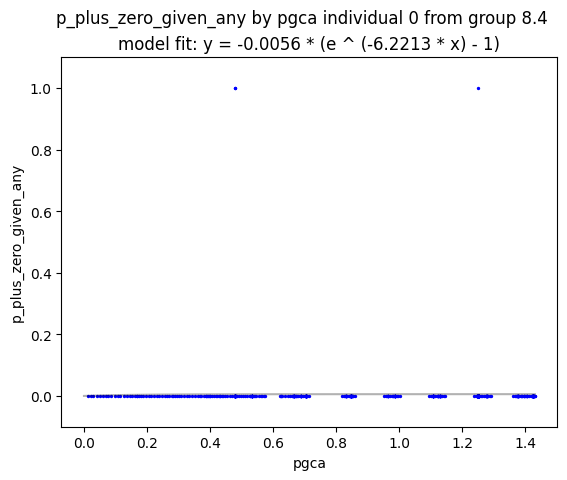 p_plus_zero_given_any by pgca individual 0 from group 8.4
model fit: y = -0.0056 * (e ^ (-6.2213 * x) - 1)
1.0
0.8
0.6
0.4
0.2
0.0
p_plus_zero_given_any
0.0 0.2 0.4 0.6 0.8 1.0 1.2 1.4
pgca